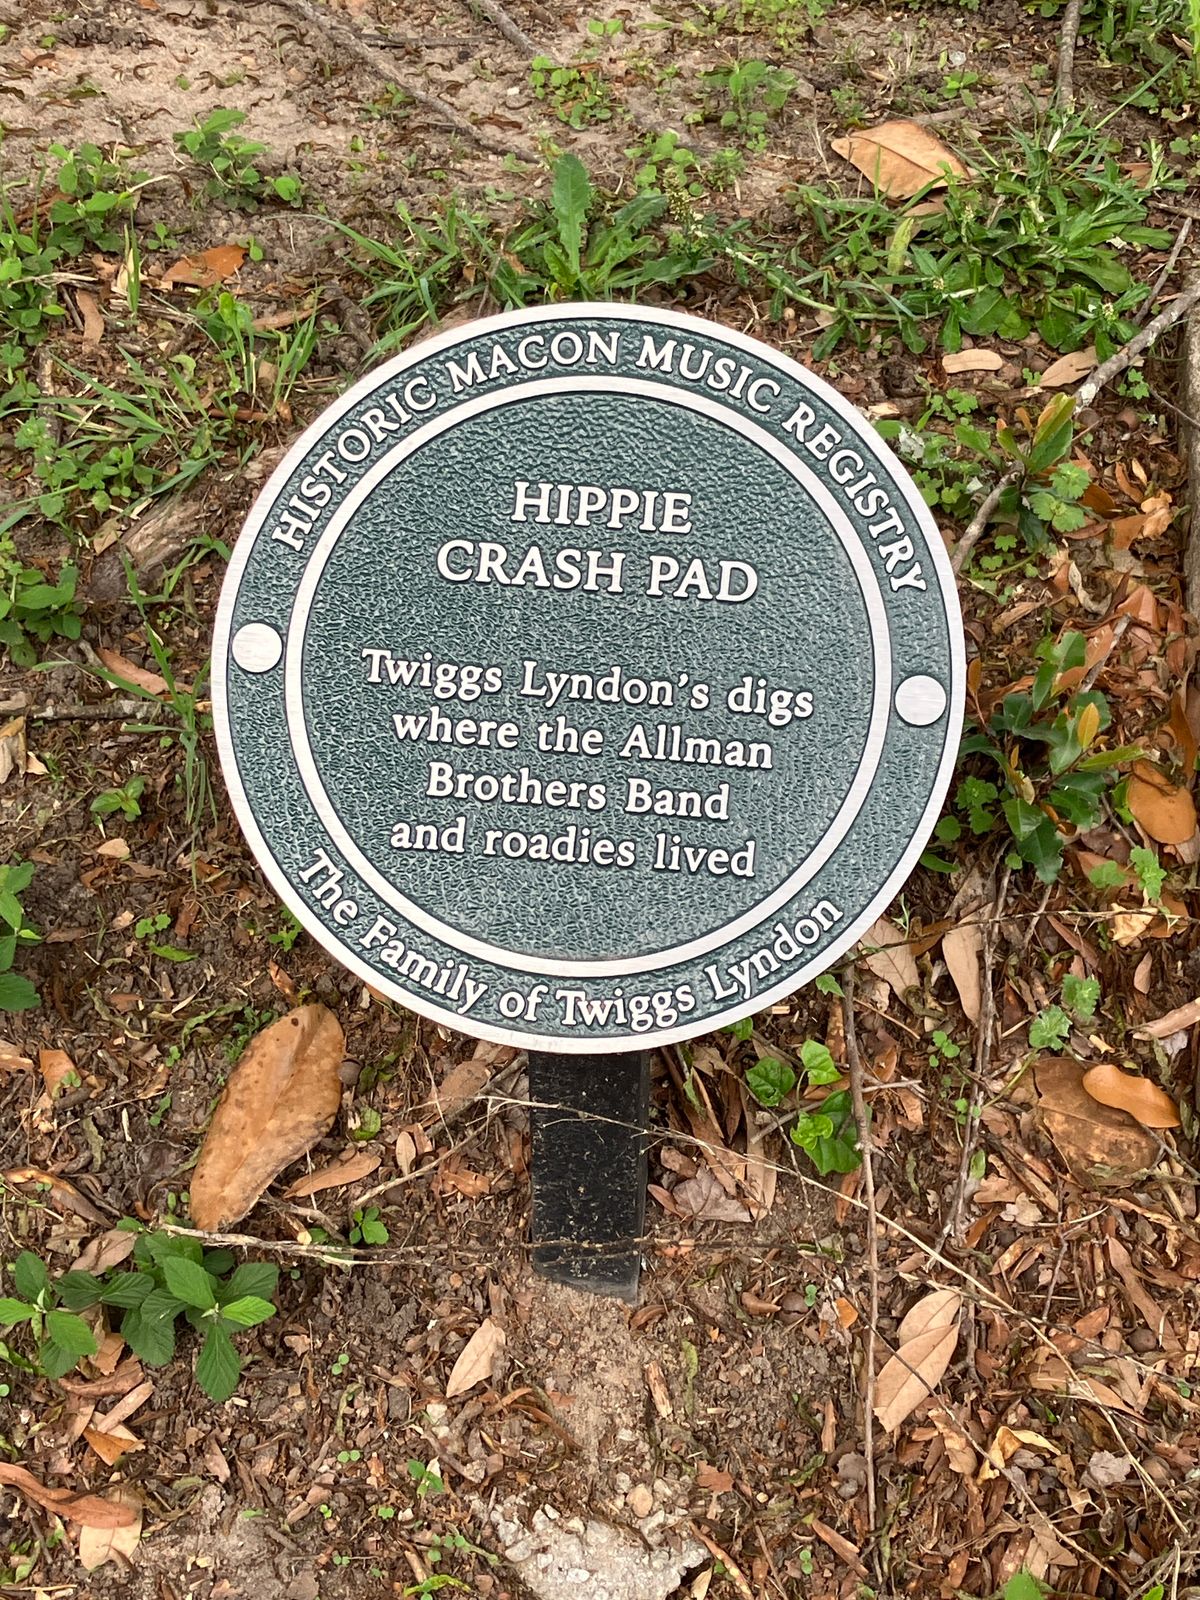 HISTORIC MACON MUSIC REGISTRY
HIPPIE
CRASH PAD
Twiggs Lyndon's digs
where the Allman
Brothers Band
and roadies lived
The Family of Twiggs Lyndon